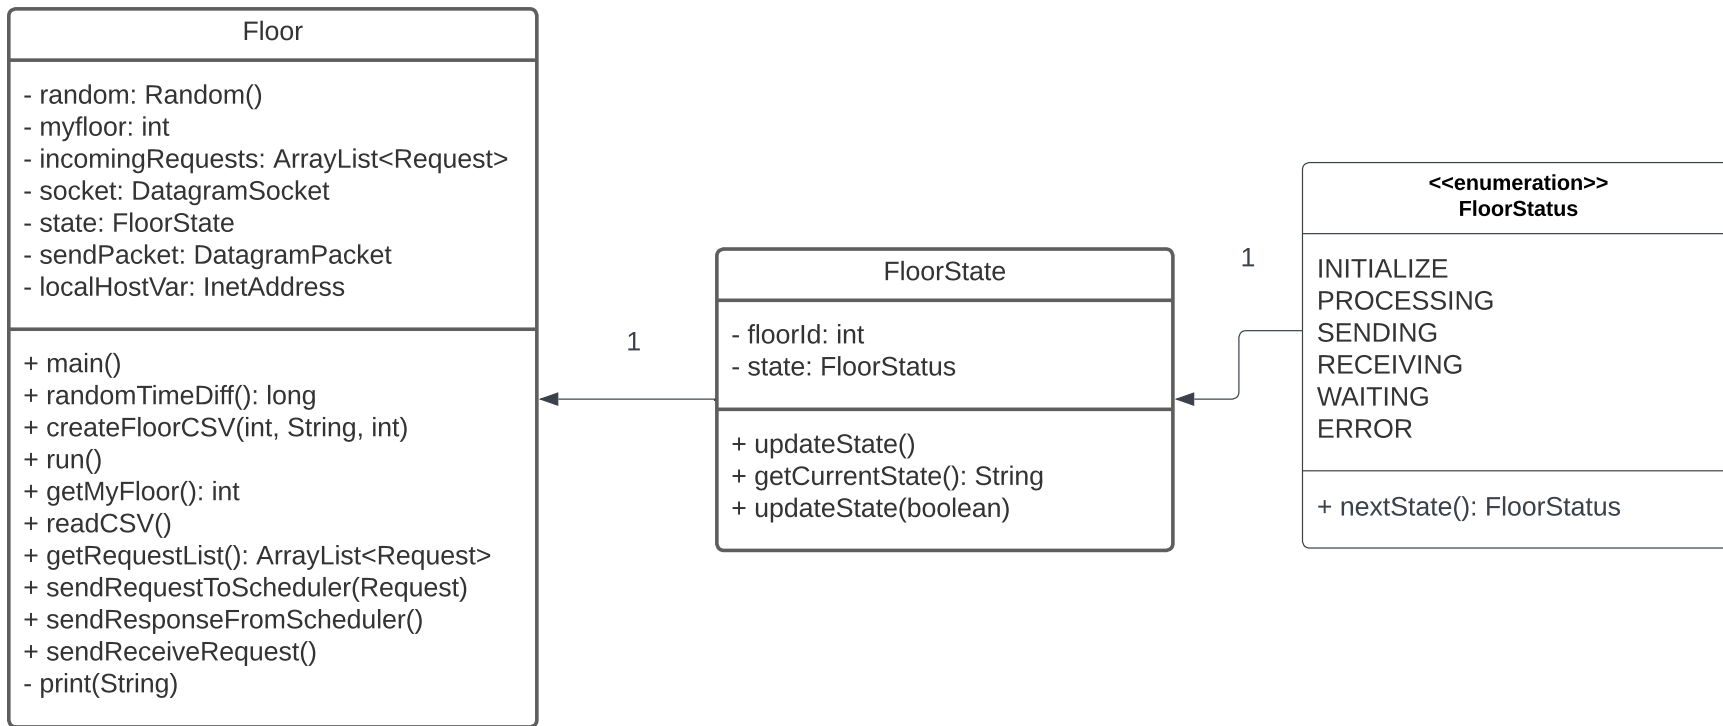 Floor
- random: Random()
- myfloor: int
- incomingRequests: ArrayList<Request>
- socket: DatagramSocket
- state: FloorState
- sendPacket: DatagramPacket
- localHostVar: InetAddress
+ main()
+ randomTimeDiff(): long
+ createFloorCSV(int, String, int)
+ run()
+ getMyFloor(): int
+ readCSV()
+ getRequestList(): ArrayList<Request>
+ sendRequestToScheduler(Request)
+ sendResponseFromScheduler()
+ sendReceiveRequest()
- print(String)
1
FloorState
- floorId: int
- state: FloorStatus
+ updateState()
+ getCurrentState(): String
+ updateState(boolean)
1
<<enumeration>>
FloorStatus
INITIALIZE
PROCESSING
SENDING
RECEIVING
WAITING
ERROR
+ nextState(): FloorStatus